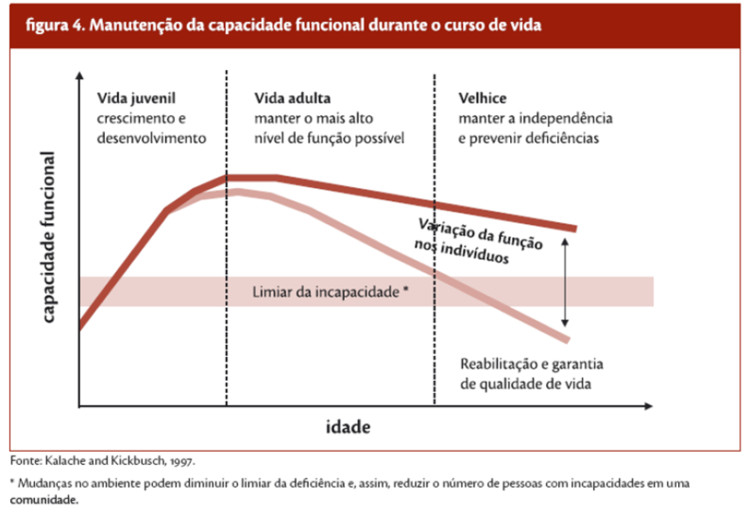 figura 4. Manutenção da capacidade funcional durante o curso de vida
Vida juvenil
crescimento e
desenvolvimento
Vida adulta
manter o mais alto
nível de função possível
Velhice
manter a independência
e prevenir deficiências
capacidade funcional
Variação da função
nos indivíduos
Limiar da incapacidade *
Reabilitação e garantia
de qualidade de vida
idade
Fonte: Kalache and Kickbusch, 1997.
* Mudanças no ambiente podem diminuir o limiar da deficiência e, assim, reduzir o número de pessoas com incapacidades em uma
comunidade.